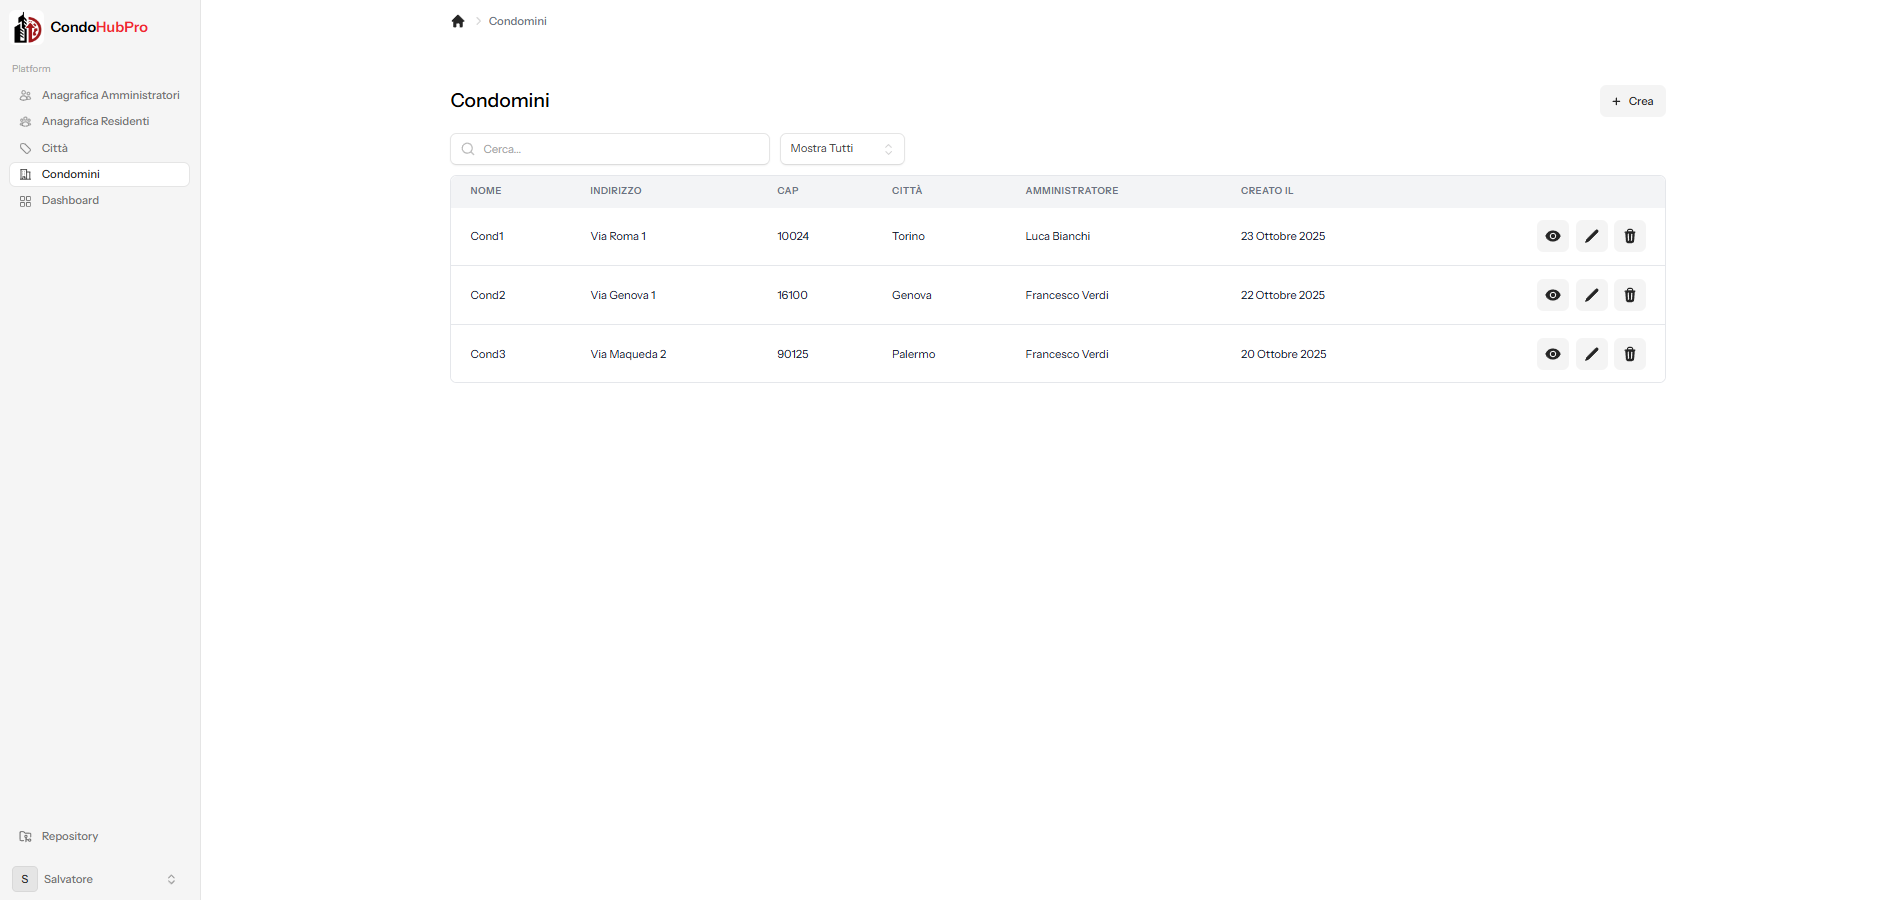 CondoHubPro
Platform
Anagrafica Amministratori
Anagrafica Residenti
Città
Condomini
Dashboard
Repository
S Salvatore
Condomini
Condomini
+ Crea
Cerca...
Mostra Tutti
NOME INDIRIZZO CAP CITTÀ AMMINISTRATORE CREATO IL
Cond1 Via Roma 1 10024 Torino Luca Bianchi 23 Ottobre 2025
Cond2 Via Genova 1 16100 Genova Francesco Verdi 22 Ottobre 2025
Cond3 Via Maqueda 2 90125 Palermo Francesco Verdi 20 Ottobre 2025